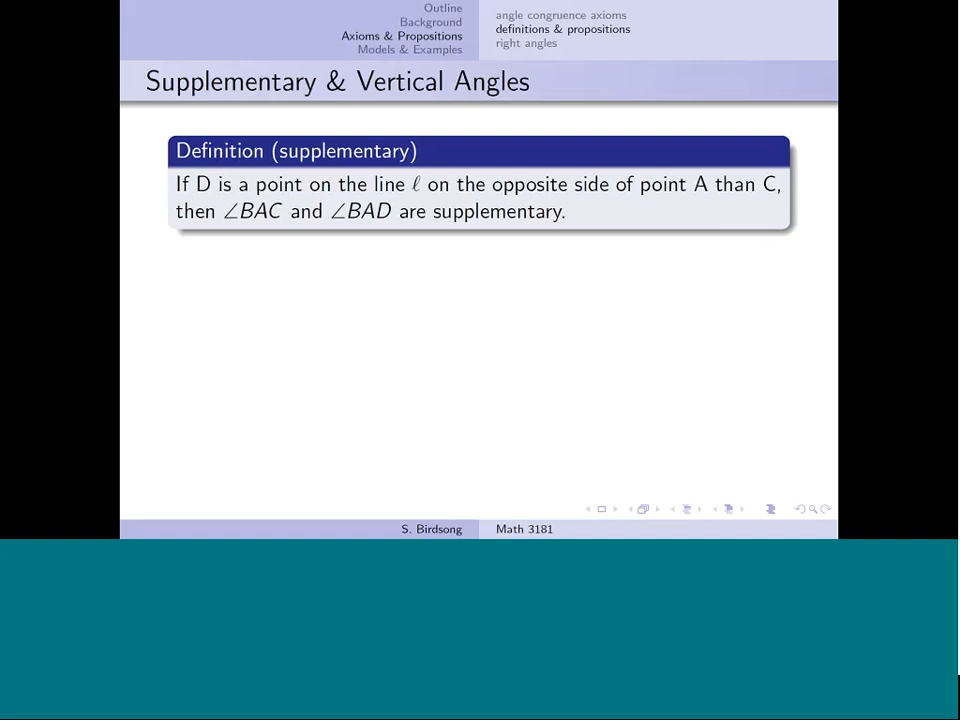 Outline
Background
Axioms & Propositions
Models & Examples
angle congruence axioms
definitions & propositions
right angles
Supplementary & Vertical Angles
Definition (supplementary)
If D is a point on the line ℓ on the opposite side of point A than C,
then ∠BAC and ∠BAD are supplementary.
S. Birdsong
Math 3181